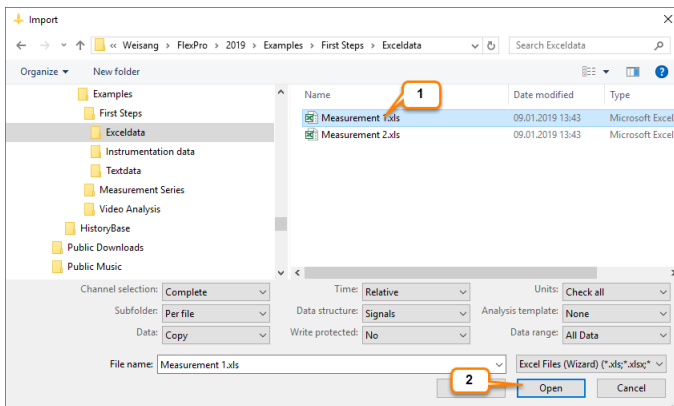 Import
« Weisang > FlexPro > 2019 > Examples > First Steps > Exceldata
Search Exceldata
Organize
New folder
Examples
First Steps
Exceldata
Instrumentation data
Textdata
Measurement Series
Video Analysis
HistoryBase
Public Downloads
Public Music
Name Date modified Type
1
Measurement 1.xls 09.01.2019 13:43 Microsoft Excel
Measurement 2.xls 09.01.2019 13:43 Microsoft Excel
Channel selection: Complete Time: Relative Units: Check all
Subfolder: Per file Data structure: Signals Analysis template: None
Data: Copy Write protected: No Data range: All Data
File name: Measurement 1.xls Excel Files (Wizard) (*.xls;*.xlsx;*
2
Open Cancel